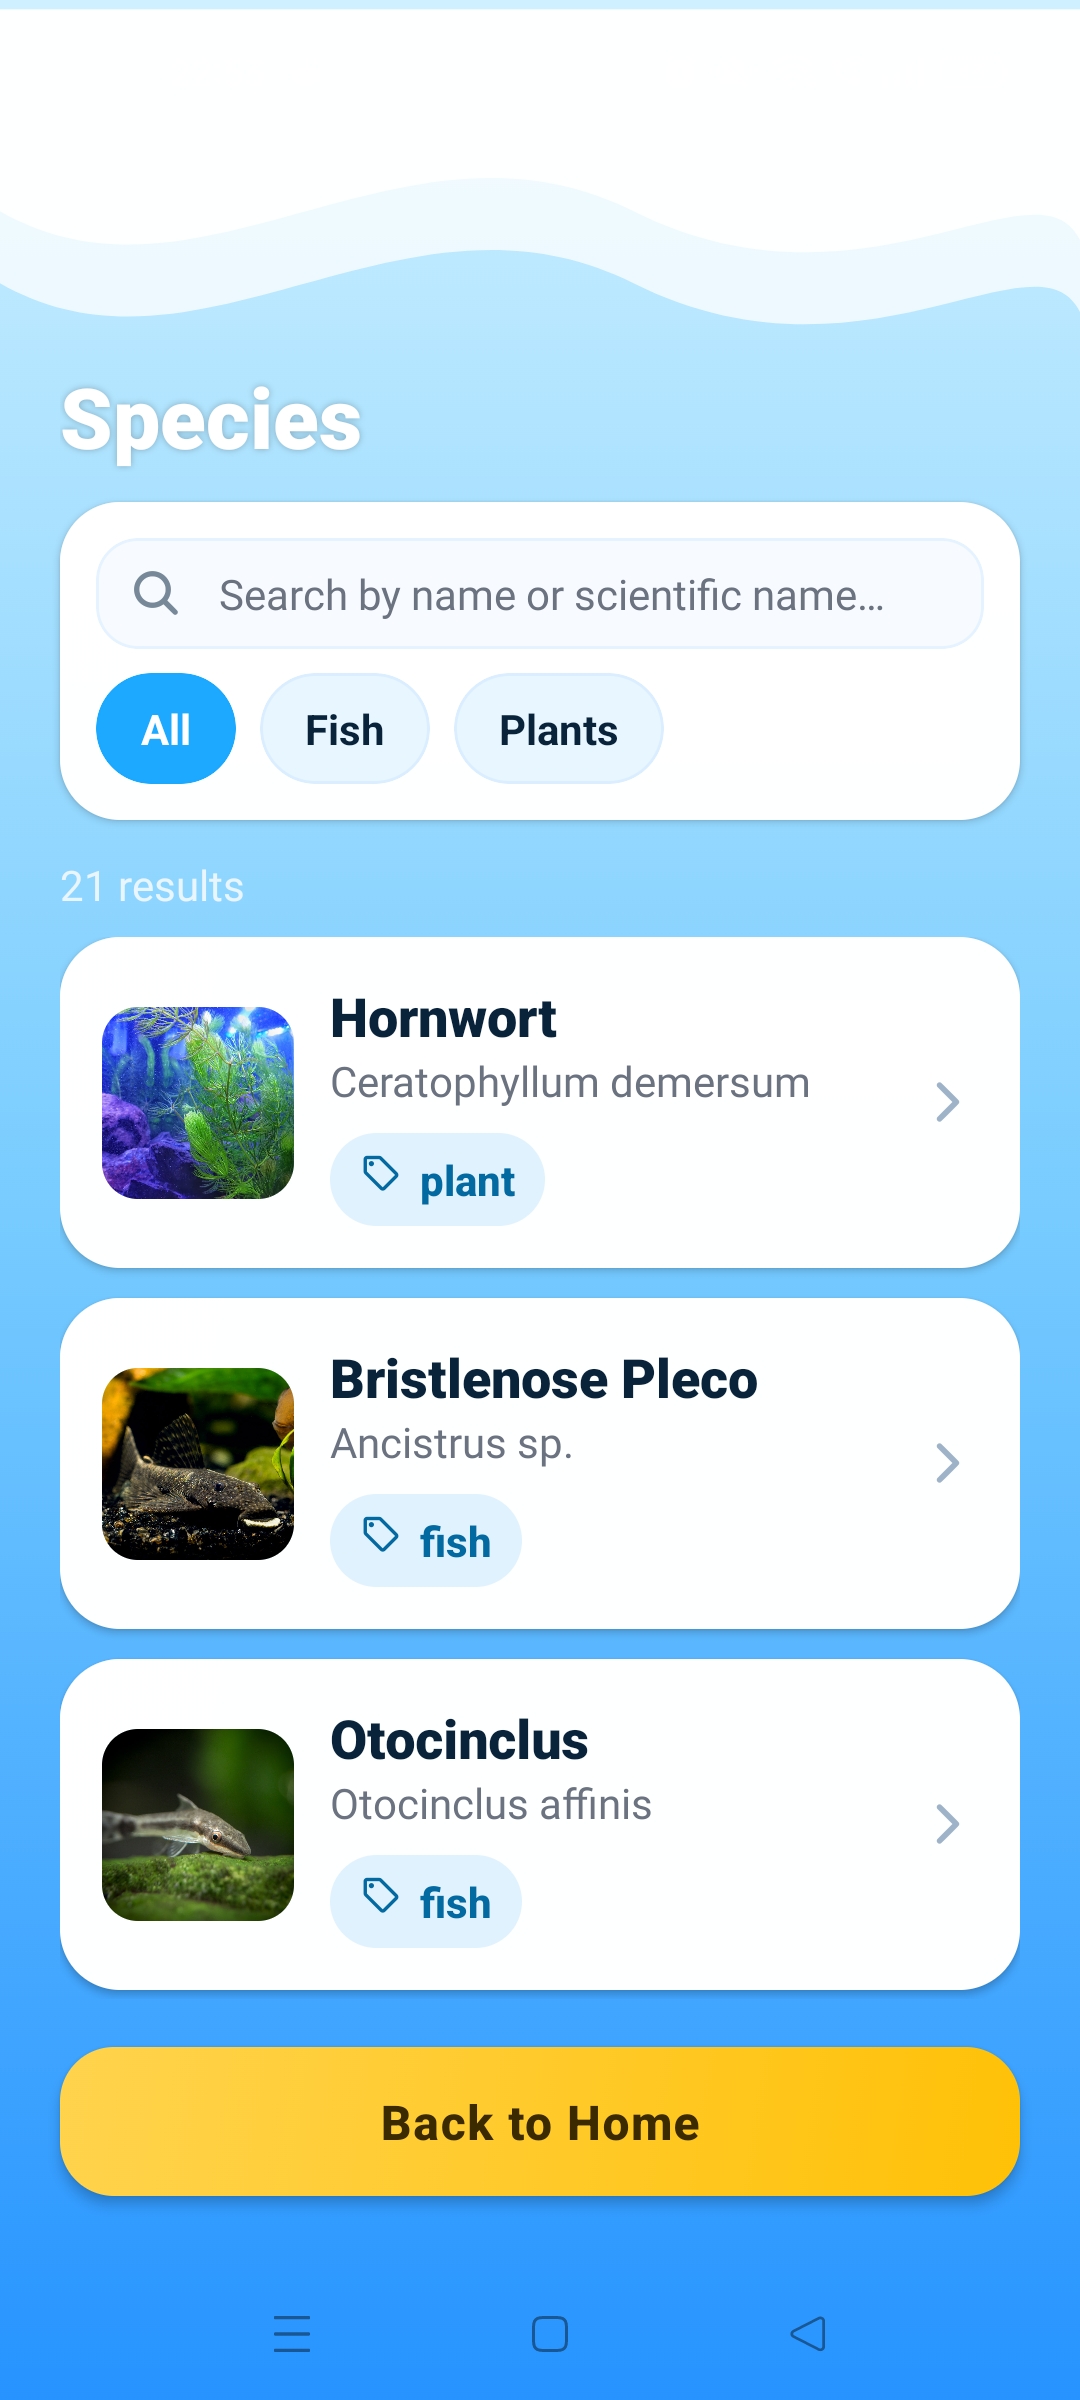 Species
Search by name or scientific name...
All
Fish
Plants
21 results
Hornwort
Ceratophyllum demersum
plant
Bristlenose Pleco
Ancistrus sp.
fish
Otocinclus
Otocinclus affinis
fish
Back to Home